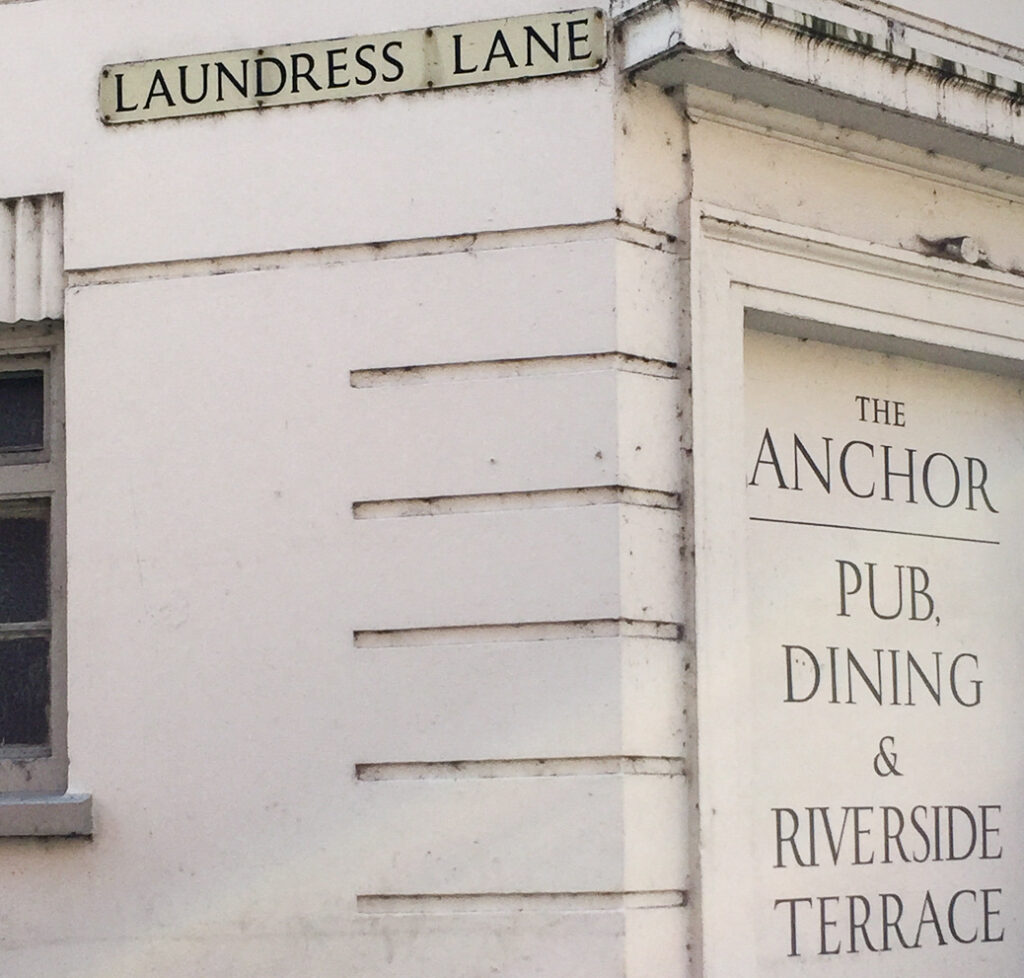 LAUNDRESS LANE
THE
ANCHOR
PUB,
DINING
&
RIVERSIDE
TERRACE